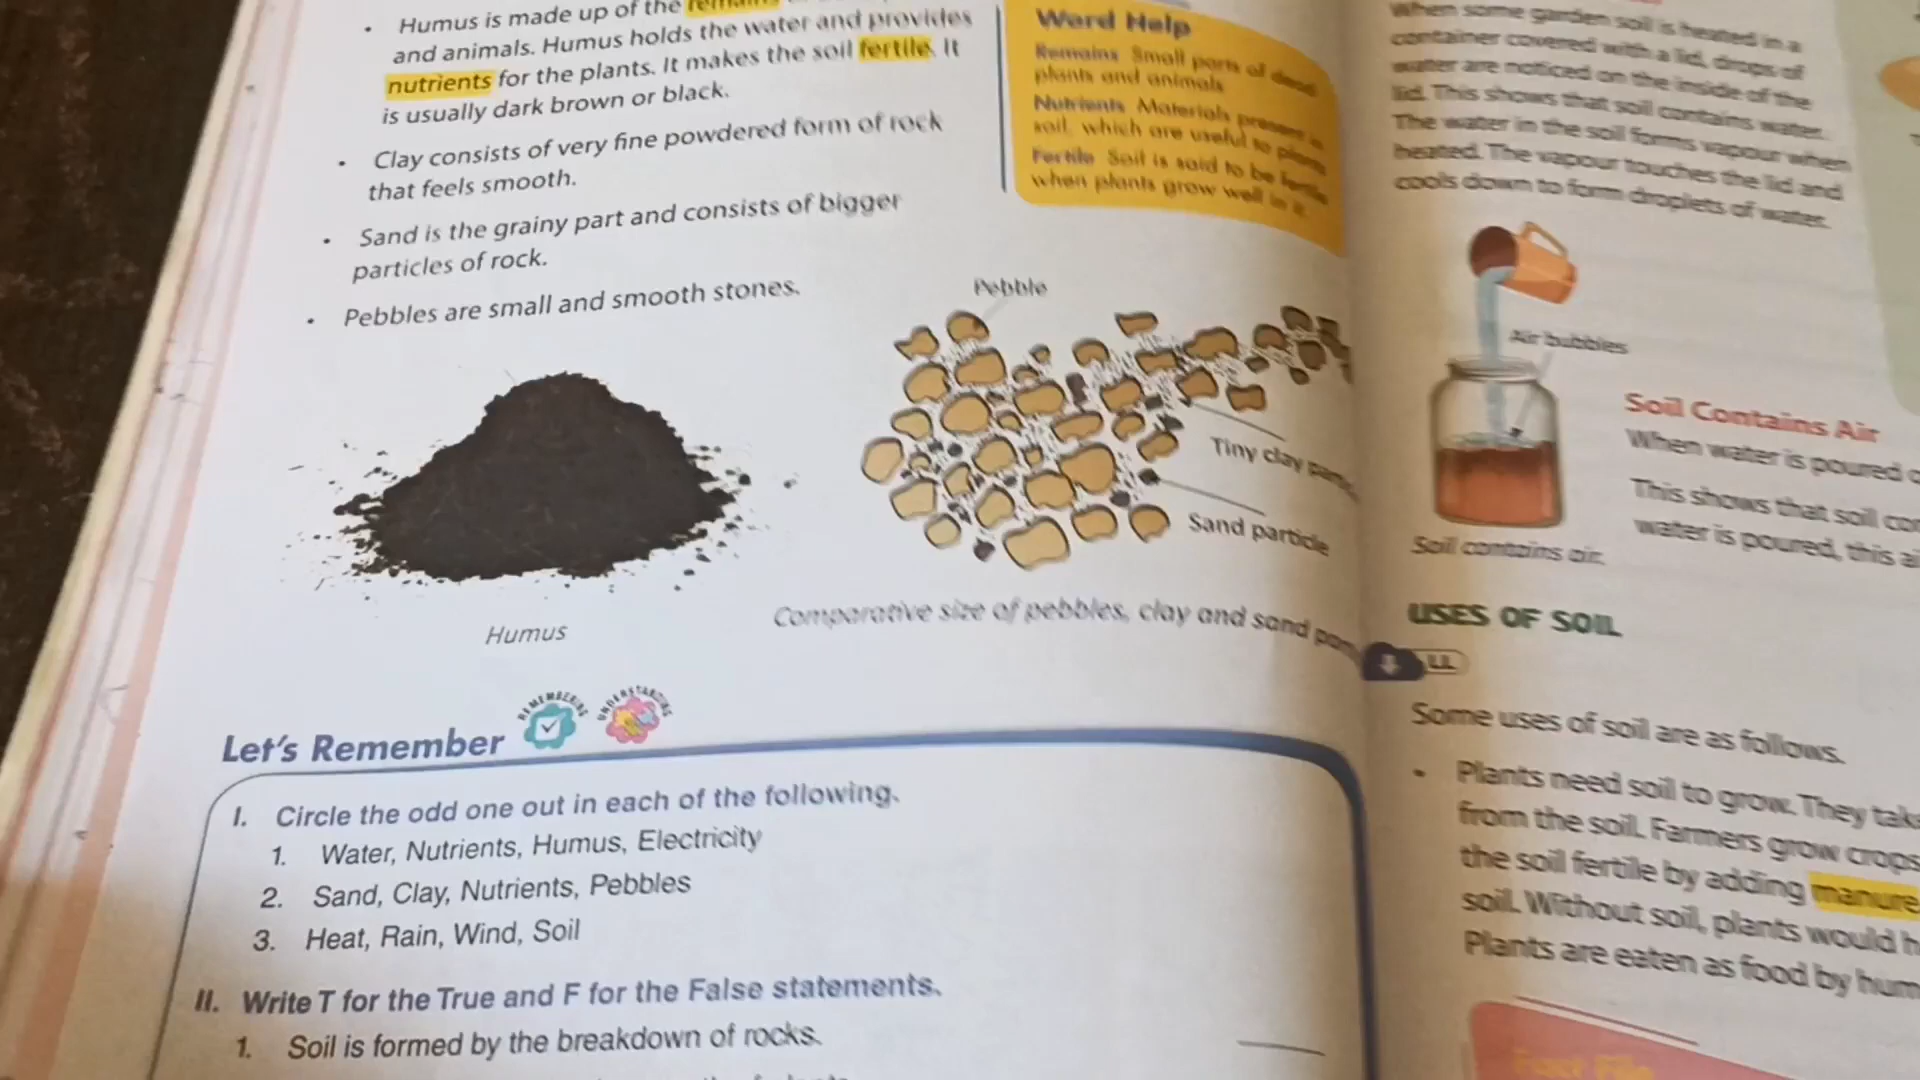 Humus is made up of the remains
and animals. Humus holds the water and provides
nutrients for the plants. It makes the soil fertile. It
is usually dark brown or black.
Clay consists of very fine powdered form of rock
that feels smooth.
Sand is the grainy part and consists of bigger
particles of rock.
Pebbles are small and smooth stones.
Word Help
Remains Small parts of dead
plants and animals
Nutrients Materials present in
soil, which are useful to plants
Fertile Soil is said to be fertile
when plants grow well in it.
Pebble
Tiny clay
Sand particle
Humus
Comparative size of pebbles, clay and sand
Let's Remember
REMEMBERING
UNDERSTANDING
I. Circle the odd one out in each of the following.
1. Water, Nutrients, Humus, Electricity
2. Sand, Clay, Nutrients, Pebbles
3. Heat, Rain, Wind, Soil
II. Write T for the True and F for the False statements.
1. Soil is formed by the breakdown of rocks.
When some garden soil is heated in a
container covered with a lid, drops of
water are noticed on the inside of the
lid. This shows that soil contains water.
The water in the soil forms vapour when
heated. The vapour touches the lid and
cools down to form droplets of water.
Air bubbles
Soil contains air.
Soil Contains Air
When water is poured
This shows that soil
water is poured, this
USES OF SOIL
LL
Some uses of soil are as follows.
Plants need soil to grow. They
from the soil. Farmers grow crops
the soil fertile by adding manure
soil. Without soil, plants would
Plants are eaten as food by
Fact File